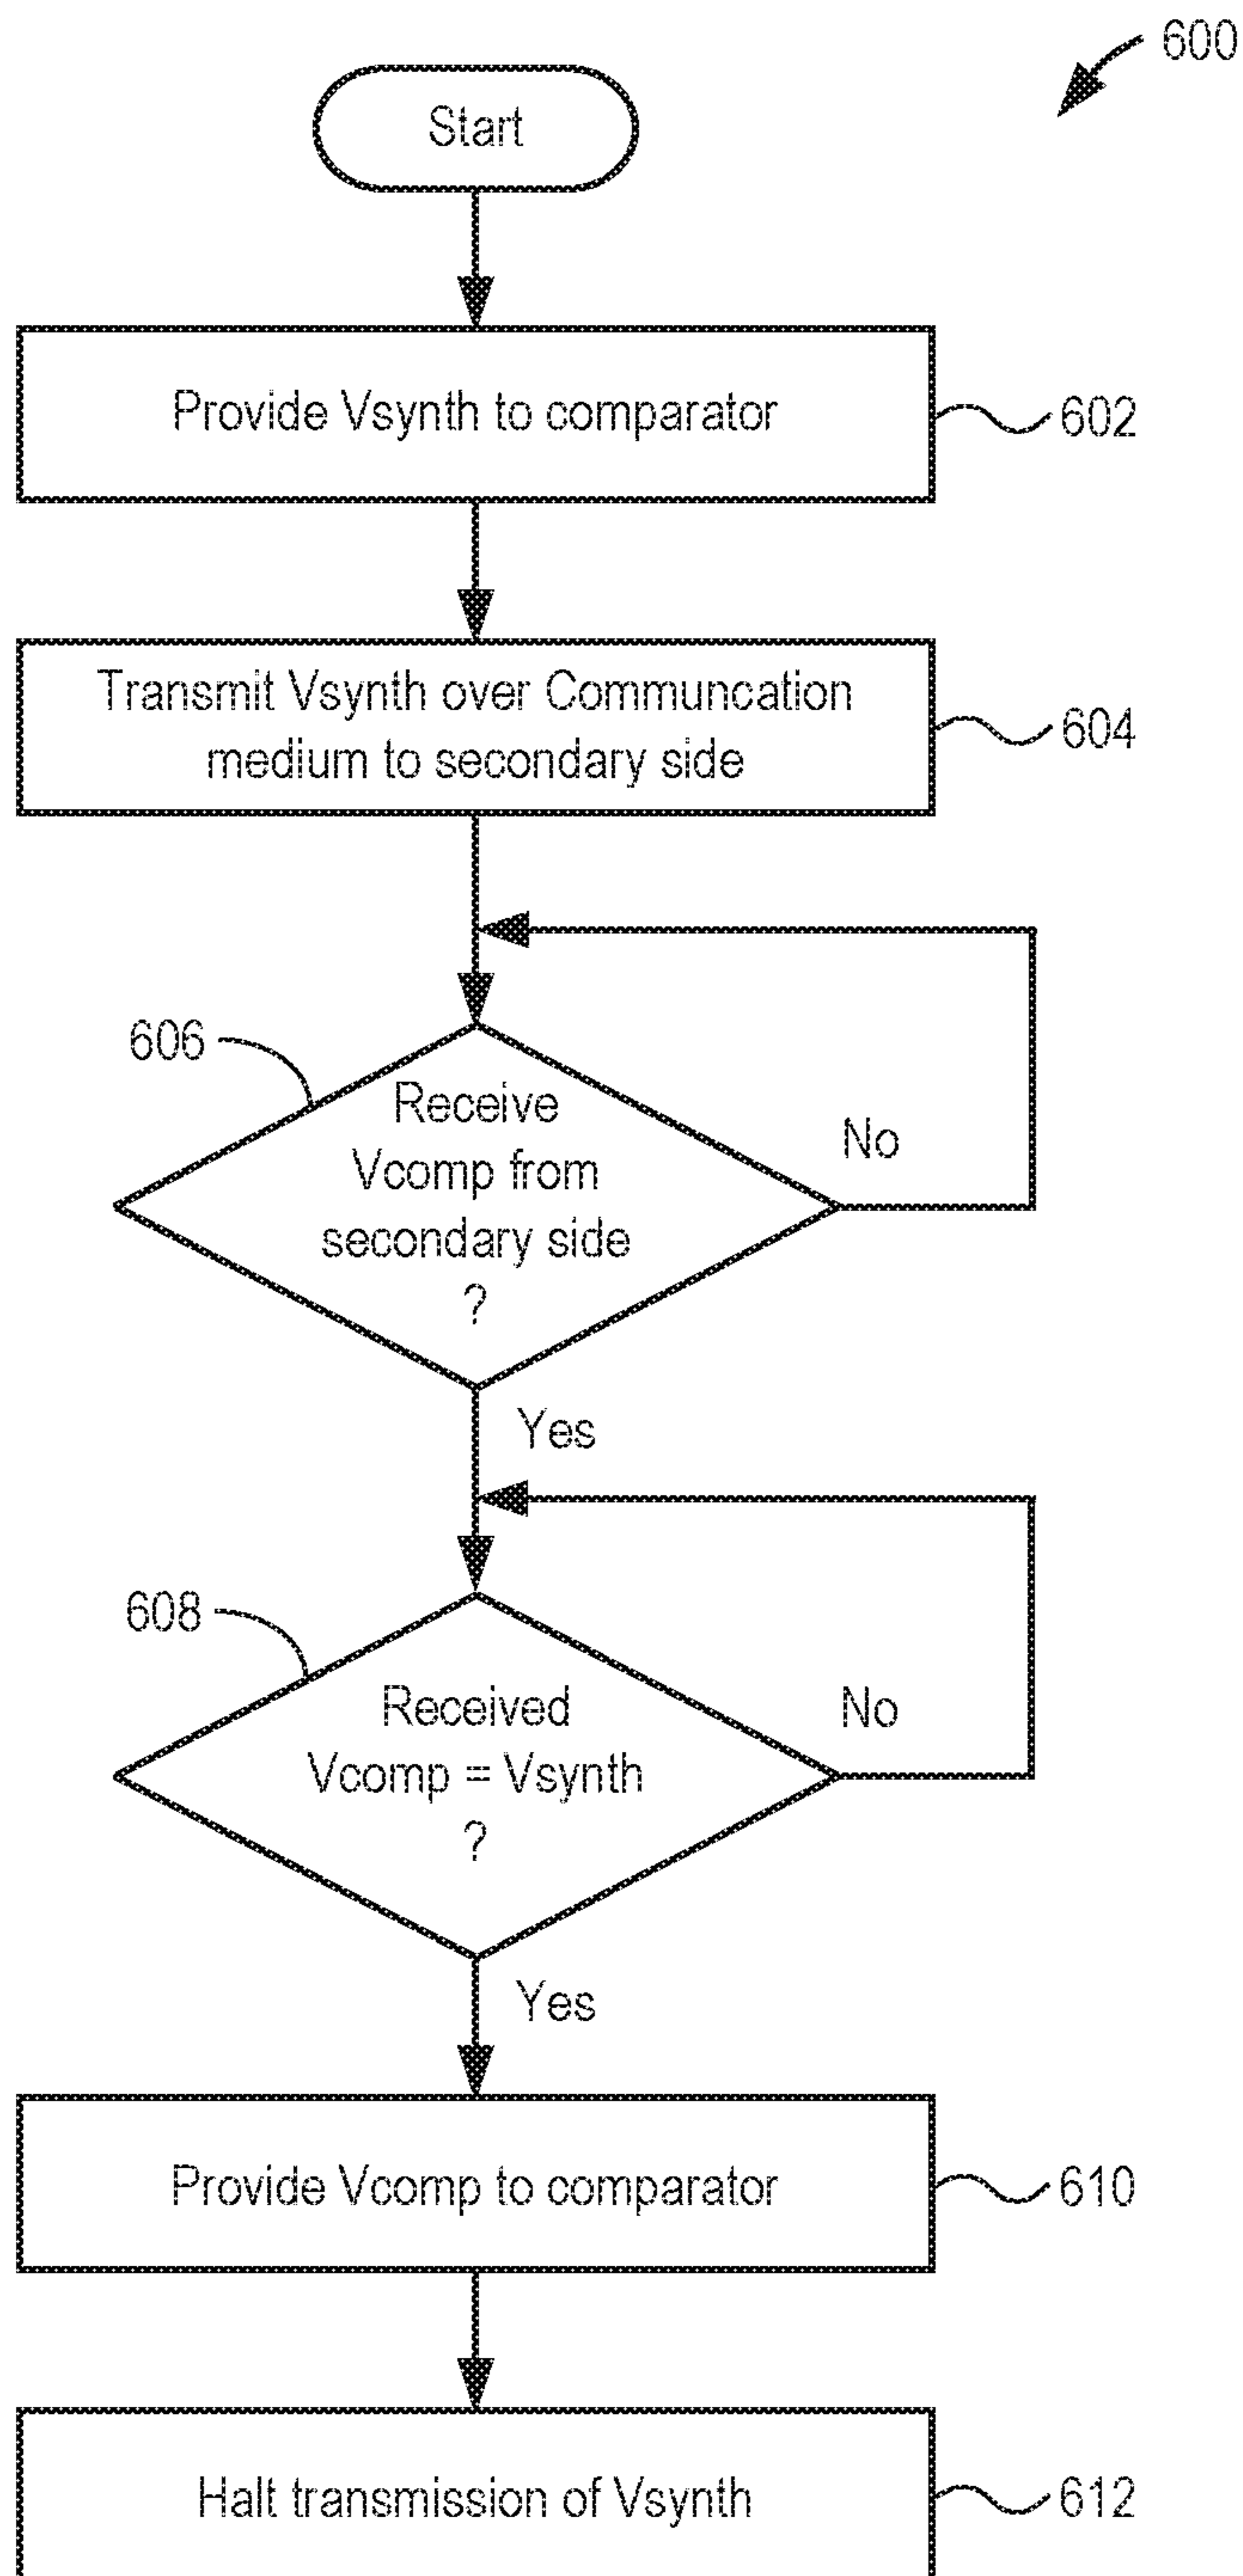 600
Start
Provide Vsynth to comparator
602
Transmit Vsynth over Communcation
medium to secondary side
604
606
Receive
Vcomp from
secondary side
?
No
Yes
608
Received
Vcomp = Vsynth
?
No
Yes
Provide Vcomp to comparator
610
Halt transmission of Vsynth
612